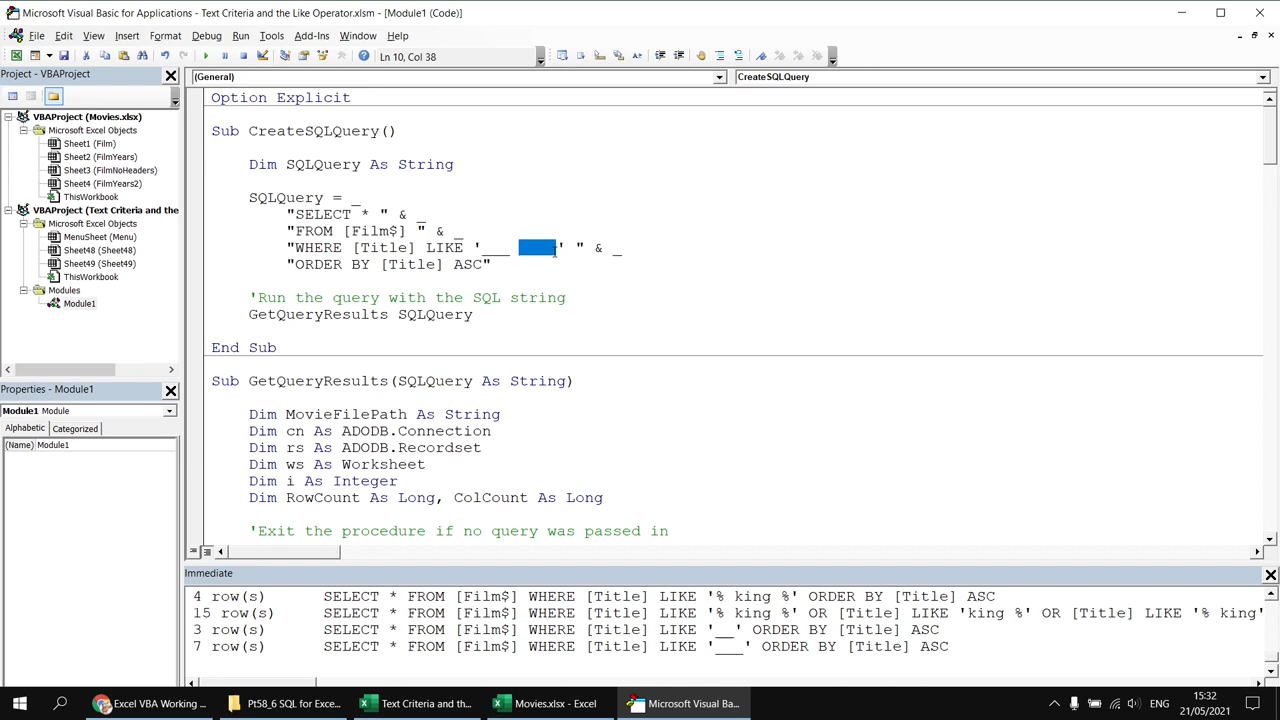 Microsoft Visual Basic for Applications - Text Criteria and the Like Operator.xlsm - [Module1 (Code)]
File Edit View Insert Format Debug Run Tools Add-Ins Window Help
Ln 10, Col 38
Project - VBAProject
(General)
CreateSQLQuery
VBAProject (Movies.xlsx)
Microsoft Excel Objects
Sheet1 (Film)
Sheet2 (FilmYears)
Sheet3 (FilmNoHeaders)
Sheet4 (FilmYears2)
ThisWorkbook
VBAProject (Text Criteria and the
Microsoft Excel Objects
MenuSheet (Menu)
Sheet48 (Sheet48)
Sheet49 (Sheet49)
ThisWorkbook
Modules
Module1
Properties - Module1
Module1 Module
Alphabetic Categorized
(Name) Module1
Option Explicit
Sub CreateSQLQuery()
Dim SQLQuery As String
SQLQuery = _
"SELECT * " & _
"FROM [Film$] " & _
"WHERE [Title] LIKE '___ ____' " & _
"ORDER BY [Title] ASC"
'Run the query with the SQL string
GetQueryResults SQLQuery
End Sub
Sub GetQueryResults(SQLQuery As String)
Dim MovieFilePath As String
Dim cn As ADODB.Connection
Dim rs As ADODB.Recordset
Dim ws As Worksheet
Dim i As Integer
Dim RowCount As Long, ColCount As Long
'Exit the procedure if no query was passed in
Immediate
4 row(s) SELECT * FROM [Film$] WHERE [Title] LIKE '% king %' ORDER BY [Title] ASC
15 row(s) SELECT * FROM [Film$] WHERE [Title] LIKE '% king %' OR [Title] LIKE 'king %' OR [Title] LIKE '% king'
3 row(s) SELECT * FROM [Film$] WHERE [Title] LIKE '__' ORDER BY [Title] ASC
7 row(s) SELECT * FROM [Film$] WHERE [Title] LIKE '___' ORDER BY [Title] ASC
Excel VBA Working ...
Pt58_6 SQL for Exce...
Text Criteria and th...
Movies.xlsx - Excel
Microsoft Visual Ba...
ENG
15:32
21/05/2021